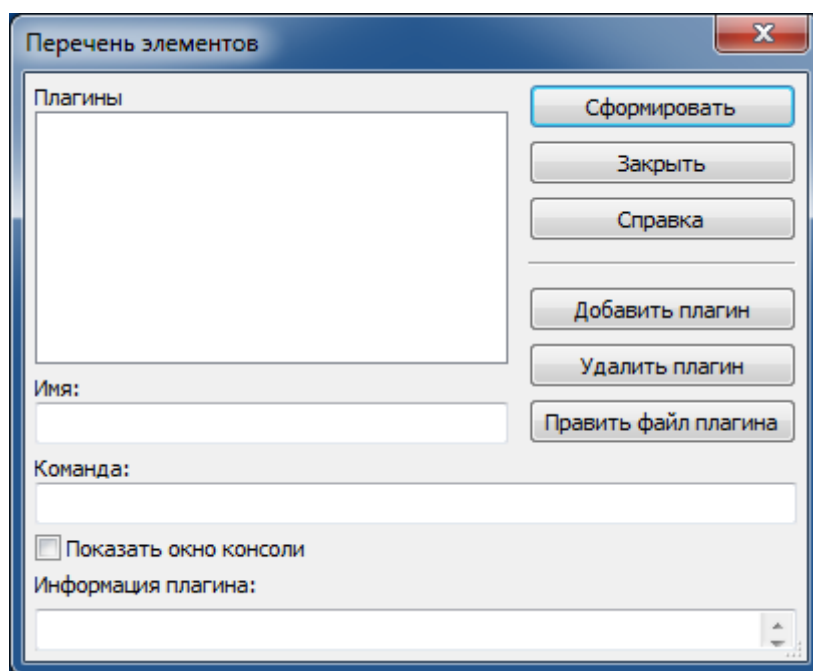 Перечень элементов
Плагины
Сформировать
Закрыть
Справка
Добавить плагин
Удалить плагин
Имя:
Править файл плагина
Команда:
Показать окно консоли
Информация плагина: